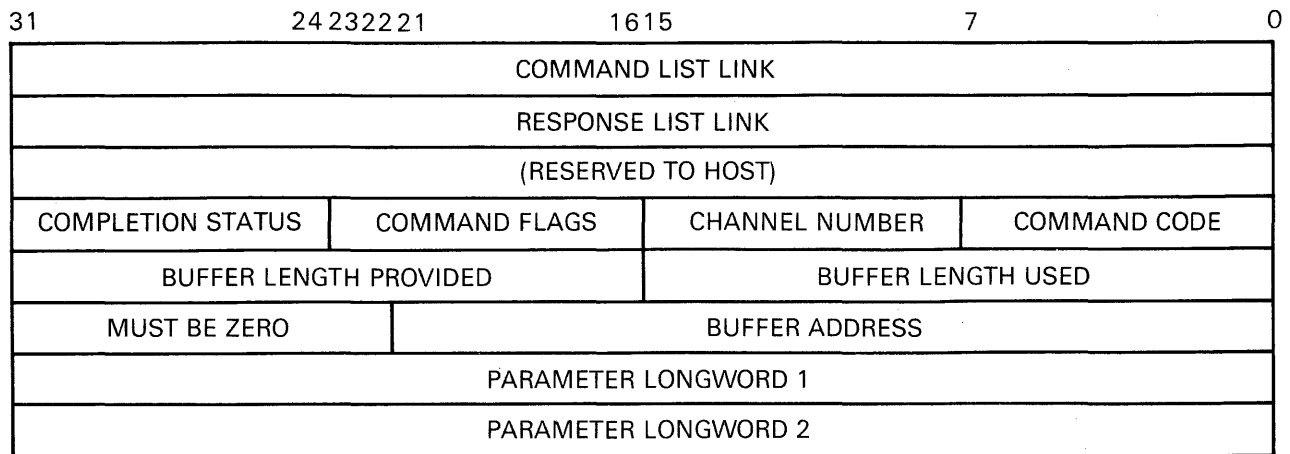 31 24 23 22 21 16 15 7 0
COMMAND LIST LINK
RESPONSE LIST LINK
(RESERVED TO HOST)
COMPLETION STATUS COMMAND FLAGS CHANNEL NUMBER COMMAND CODE
BUFFER LENGTH PROVIDED BUFFER LENGTH USED
MUST BE ZERO BUFFER ADDRESS
PARAMETER LONGWORD 1
PARAMETER LONGWORD 2